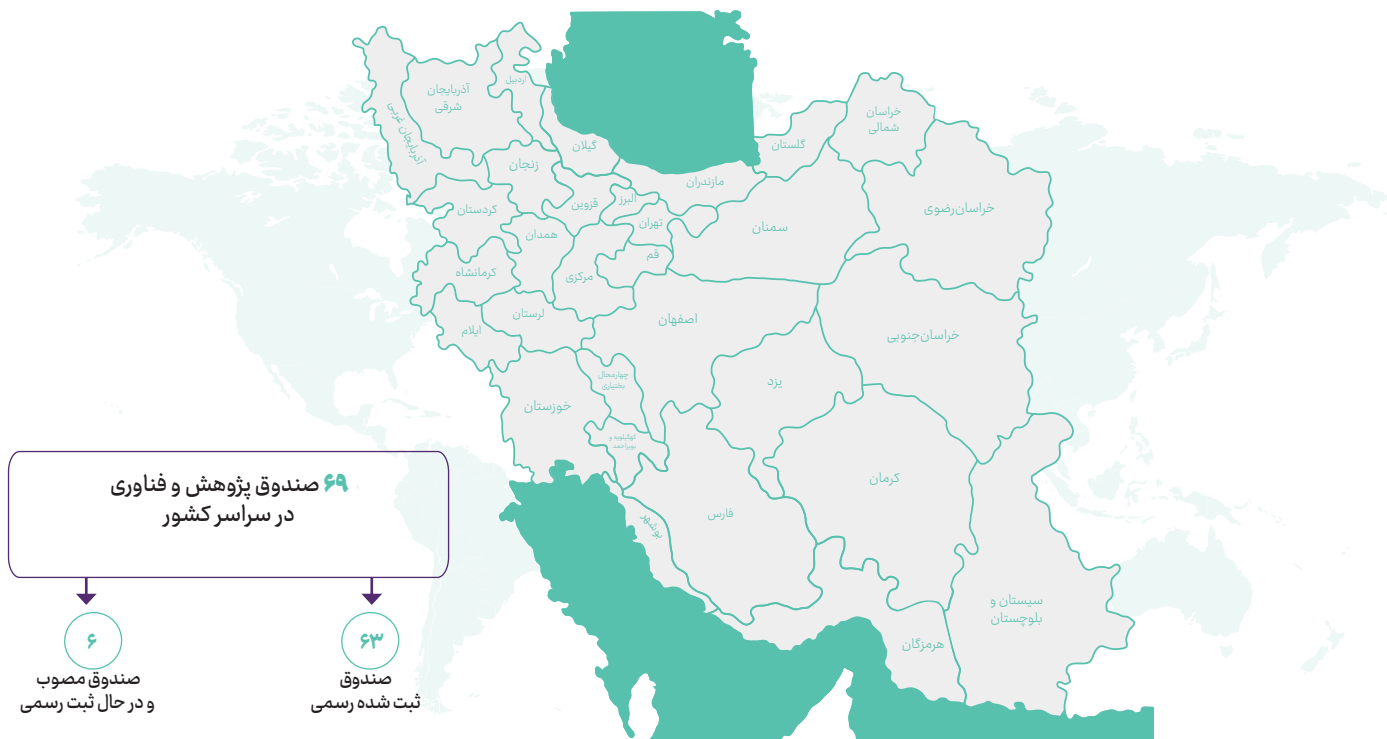 اردبیل
آذربایجان
شرقی
آذربایجان غربی
خراسان
شمالی
گلستان
گیلان
زنجان
مازندران
البرز
قزوین
کردستان
خراسان‌رضوی
تهران
سمنان
همدان
قم
کرمانشاه
مرکزی
لرستان
اصفهان
ایلام
خراسان‌جنوبی
چهارمحال
بختیاری
یزد
خوزستان
کهگیلویه و
بویراحمد
کرمان
فارس
بوشهر
سیستان و
بلوچستان
هرمزگان
۶۹ صندوق پژوهش و فناوری
در سراسر کشور
۶۳
صندوق
ثبت شده رسمی
۶
صندوق مصوب
و در حال ثبت رسمی